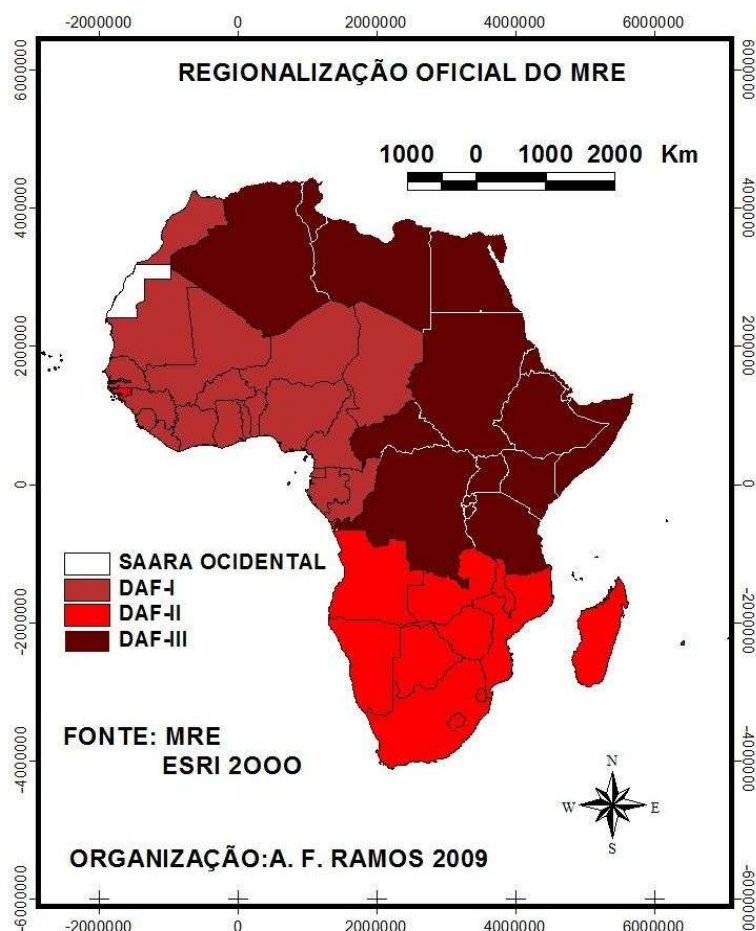 -2000000 0 2000000 4000000 6000000
REGIONALIZAÇÃO OFICIAL DO MRE
1000 0 1000 2000 Km
6000000 6000000
4000000 4000000
2000000 2000000
0 0
SAARA OCIDENTAL
DAF-I
DAF-II
DAF-III
-2000000 -2000000
FONTE: MRE
ESRI 2OOO
-4000000 -4000000
N
W E
S
ORGANIZAÇÃO:A. F. RAMOS 2009
-6000000 -6000000
-2000000 0 2000000 4000000 6000000